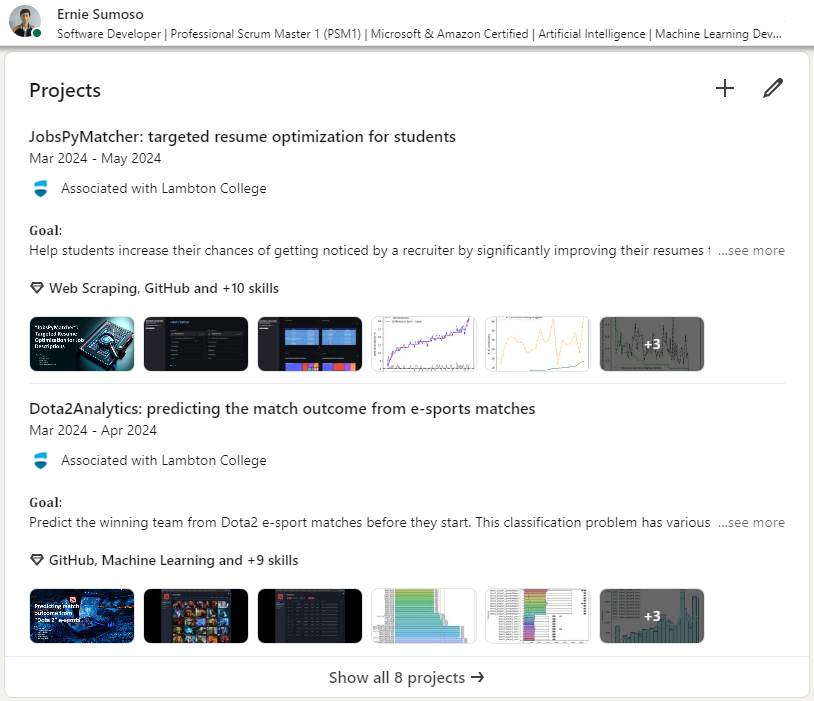 Ernie Sumoso
Software Developer | Professional Scrum Master 1 (PSM1) | Microsoft & Amazon Certified | Artificial Intelligence | Machine Learning Dev...
Projects
JobsPyMatcher: targeted resume optimization for students
Mar 2024 - May 2024
Associated with Lambton College
Goal:
Help students increase their chances of getting noticed by a recruiter by significantly improving their resumes ...see more
Web Scraping, GitHub and +10 skills
"JobsPyMatcher":
Targeted Resume
Optimization for Job
Descriptions
+3
Dota2Analytics: predicting the match outcome from e-sports matches
Mar 2024 - Apr 2024
Associated with Lambton College
Goal:
Predict the winning team from Dota2 e-sport matches before they start. This classification problem has various ...see more
GitHub, Machine Learning and +9 skills
Predicting match
outcome from
"Dota 2" e-sports
+3
Show all 8 projects →